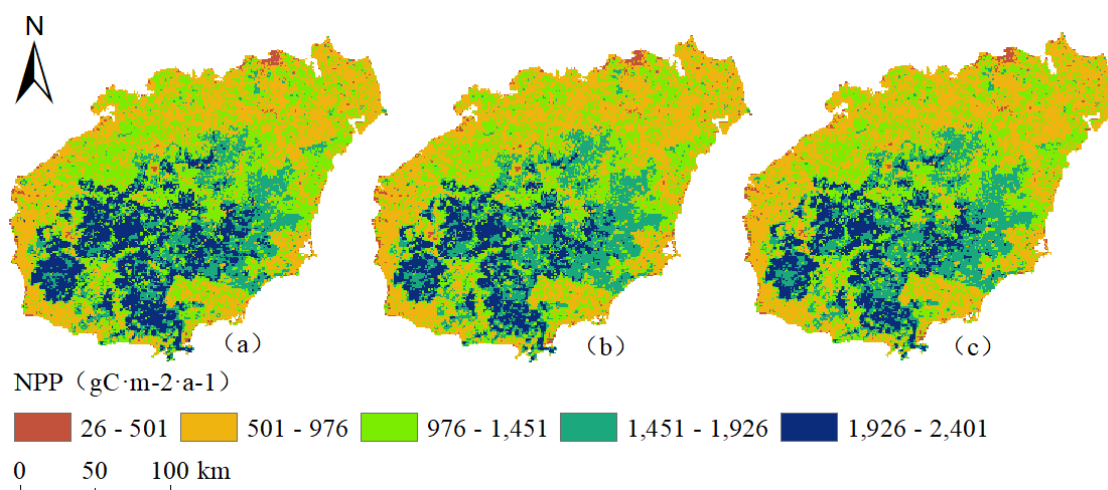 N
（a）
（b）
（c）
NPP（gC·m-2·a-1）
26 - 501 501 - 976 976 - 1,451 1,451 - 1,926 1,926 - 2,401
0 50 100 km